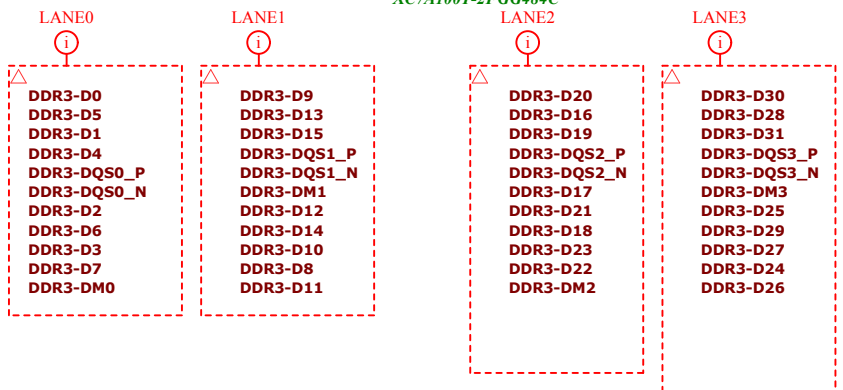 LANE0
i
DDR3-D0
DDR3-D5
DDR3-D1
DDR3-D4
DDR3-DQS0_P
DDR3-DQS0_N
DDR3-D2
DDR3-D6
DDR3-D3
DDR3-D7
DDR3-DM0
LANE1
i
DDR3-D9
DDR3-D13
DDR3-D15
DDR3-DQS1_P
DDR3-DQS1_N
DDR3-DM1
DDR3-D12
DDR3-D14
DDR3-D10
DDR3-D8
DDR3-D11
LANE2
i
DDR3-D20
DDR3-D16
DDR3-D19
DDR3-DQS2_P
DDR3-DQS2_N
DDR3-D17
DDR3-D21
DDR3-D18
DDR3-D23
DDR3-D22
DDR3-DM2
LANE3
i
DDR3-D30
DDR3-D28
DDR3-D31
DDR3-DQS3_P
DDR3-DQS3_N
DDR3-DM3
DDR3-D25
DDR3-D29
DDR3-D27
DDR3-D24
DDR3-D26